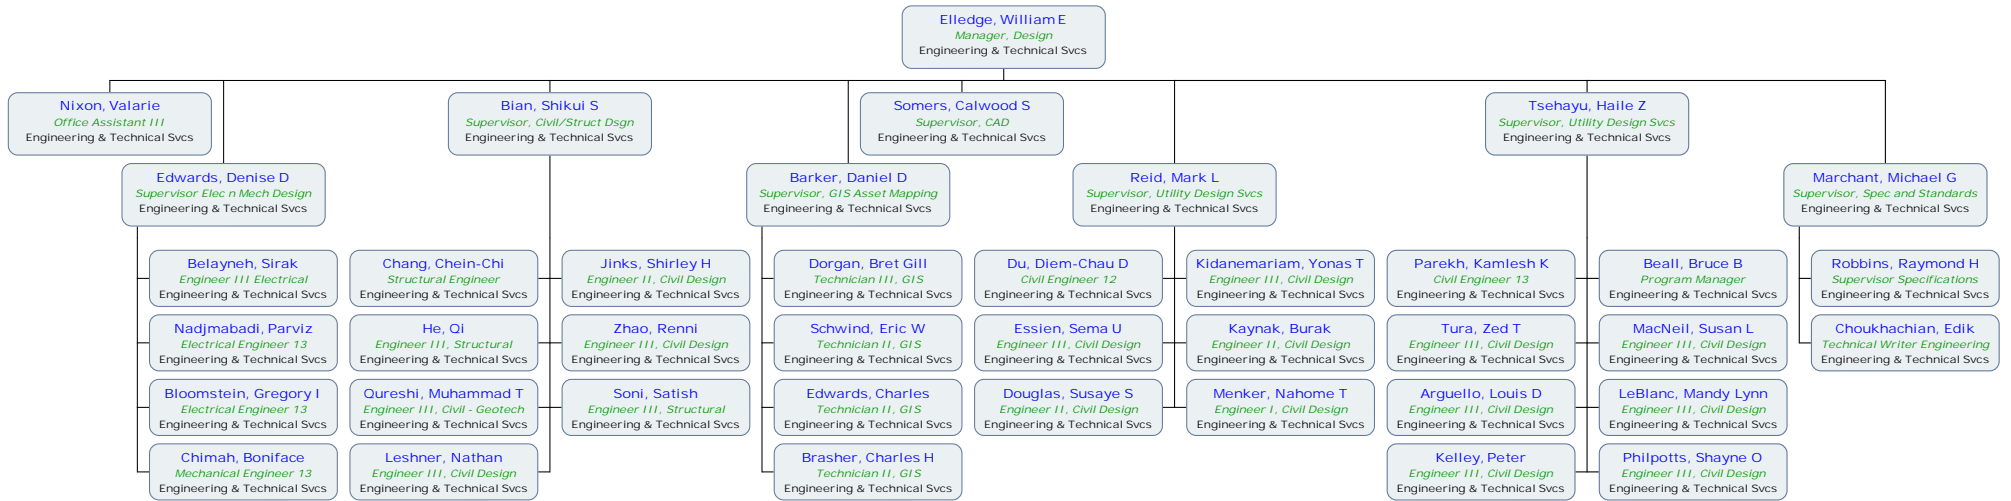 Elledge, William E
Manager, Design
Engineering & Technical Svcs
Nixon, Valarie
Office Assistant III
Engineering & Technical Svcs
Bian, Shikui S
Supervisor, Civil/Struct Dsgn
Engineering & Technical Svcs
Somers, Calwood S
Supervisor, CAD
Engineering & Technical Svcs
Tsehayu, Haile Z
Supervisor, Utility Design Svcs
Engineering & Technical Svcs
Edwards, Denise D
Supervisor Elec n Mech Design
Engineering & Technical Svcs
Barker, Daniel D
Supervisor, GIS Asset Mapping
Engineering & Technical Svcs
Reid, Mark L
Supervisor, Utility Design Svcs
Engineering & Technical Svcs
Marchant, Michael G
Supervisor, Spec and Standards
Engineering & Technical Svcs
Belayneh, Sirak
Engineer III Electrical
Engineering & Technical Svcs
Chang, Chein-Chi
Structural Engineer
Engineering & Technical Svcs
Jinks, Shirley H
Engineer II, Civil Design
Engineering & Technical Svcs
Dorgan, Bret Gill
Technician III, GIS
Engineering & Technical Svcs
Du, Diem-Chau D
Civil Engineer 12
Engineering & Technical Svcs
Kidanemariam, Yonas T
Engineer III, Civil Design
Engineering & Technical Svcs
Parekh, Kamlesh K
Civil Engineer 13
Engineering & Technical Svcs
Beall, Bruce B
Program Manager
Engineering & Technical Svcs
Robbins, Raymond H
Supervisor Specifications
Engineering & Technical Svcs
Nadjmabadi, Parviz
Electrical Engineer 13
Engineering & Technical Svcs
He, Qi
Engineer III, Structural
Engineering & Technical Svcs
Zhao, Renni
Engineer III, Civil Design
Engineering & Technical Svcs
Schwind, Eric W
Technician II, GIS
Engineering & Technical Svcs
Essien, Sema U
Engineer III, Civil Design
Engineering & Technical Svcs
Kaynak, Burak
Engineer II, Civil Design
Engineering & Technical Svcs
Tura, Zed T
Engineer III, Civil Design
Engineering & Technical Svcs
MacNeil, Susan L
Engineer III, Civil Design
Engineering & Technical Svcs
Choukhachian, Edik
Technical Writer Engineering
Engineering & Technical Svcs
Bloomstein, Gregory I
Electrical Engineer 13
Engineering & Technical Svcs
Qureshi, Muhammad T
Engineer III, Civil - Geotech
Engineering & Technical Svcs
Soni, Satish
Engineer III, Structural
Engineering & Technical Svcs
Edwards, Charles
Technician II, GIS
Engineering & Technical Svcs
Douglas, Susaye S
Engineer II, Civil Design
Engineering & Technical Svcs
Menker, Nahome T
Engineer I, Civil Design
Engineering & Technical Svcs
Arguello, Louis D
Engineer III, Civil Design
Engineering & Technical Svcs
LeBlanc, Mandy Lynn
Engineer III, Civil Design
Engineering & Technical Svcs
Chimah, Boniface
Mechanical Engineer 13
Engineering & Technical Svcs
Leshner, Nathan
Engineer III, Civil Design
Engineering & Technical Svcs
Brasher, Charles H
Technician II, GIS
Engineering & Technical Svcs
Kelley, Peter
Engineer III, Civil Design
Engineering & Technical Svcs
Philpotts, Shayne O
Engineer III, Civil Design
Engineering & Technical Svcs